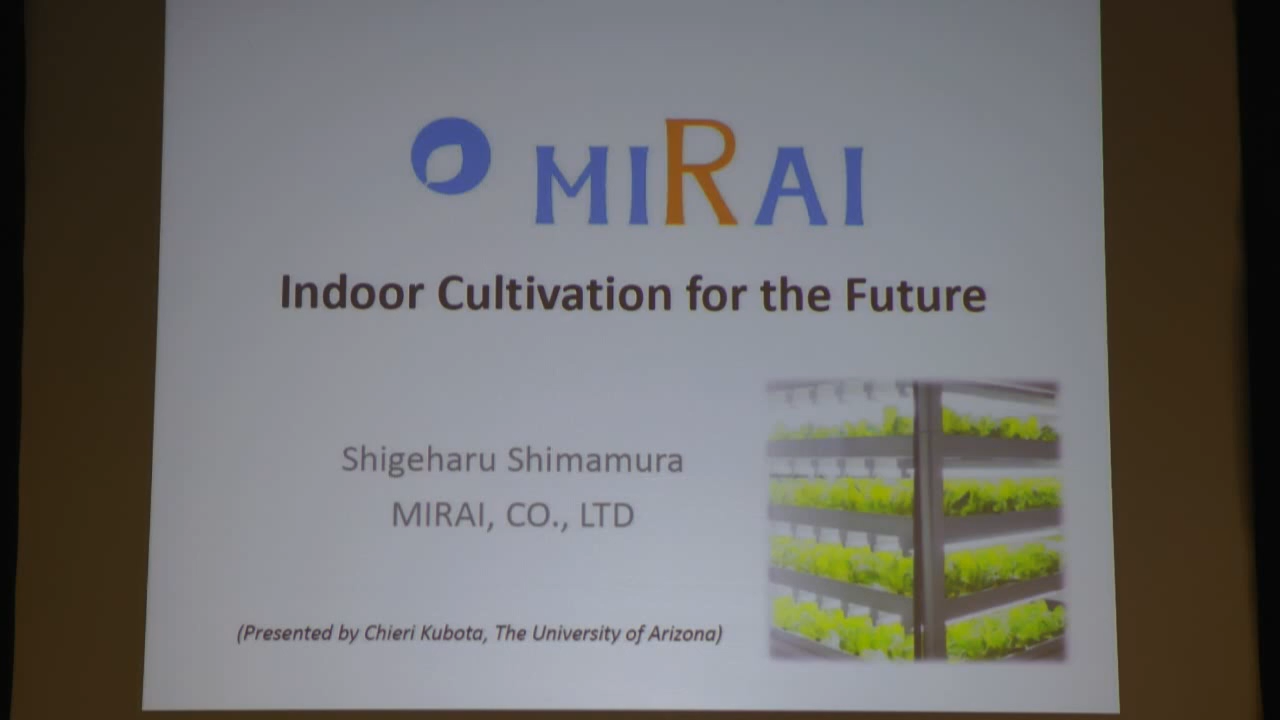 MIRAI
Indoor Cultivation for the Future
Shigeharu Shimamura
MIRAI, CO., LTD
(Presented by Chieri Kubota, The University of Arizona)